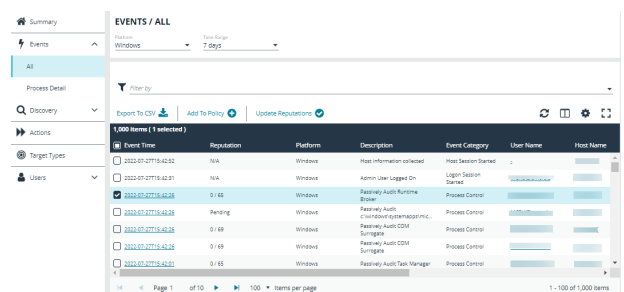 Summary
Events
All
Process Detail
Discovery
Actions
Target Types
Users
EVENTS / ALL
Platform
Windows
Time Range
7 days
Filter by
Export To CSV
Add To Policy
Update Reputations
1,000 Items ( 1 selected )
Event Time Reputation Platform Description Event Category User Name Host Name
2022-07-27T15:42:52 N/A Windows Host information collected Host Session Started
2022-07-27T15:42:31 N/A Windows Admin User Logged On Logon Session Started
2022-07-27T15:42:26 0 / 66 Windows Passively Audit Runtime Broker Process Control
2022-07-27T15:42:26 Pending Windows Passively Audit c:\windows\systemapps\mic... Process Control
2022-07-27T15:42:26 0 / 69 Windows Passively Audit COM Surrogate Process Control
2022-07-27T15:42:26 0 / 69 Windows Passively Audit COM Surrogate Process Control
2022-07-27T15:42:01 0 / 65 Windows Passively Audit Task Manager Process Control
Page 1 of 10 100 Items per page
1 - 100 of 1,000 items